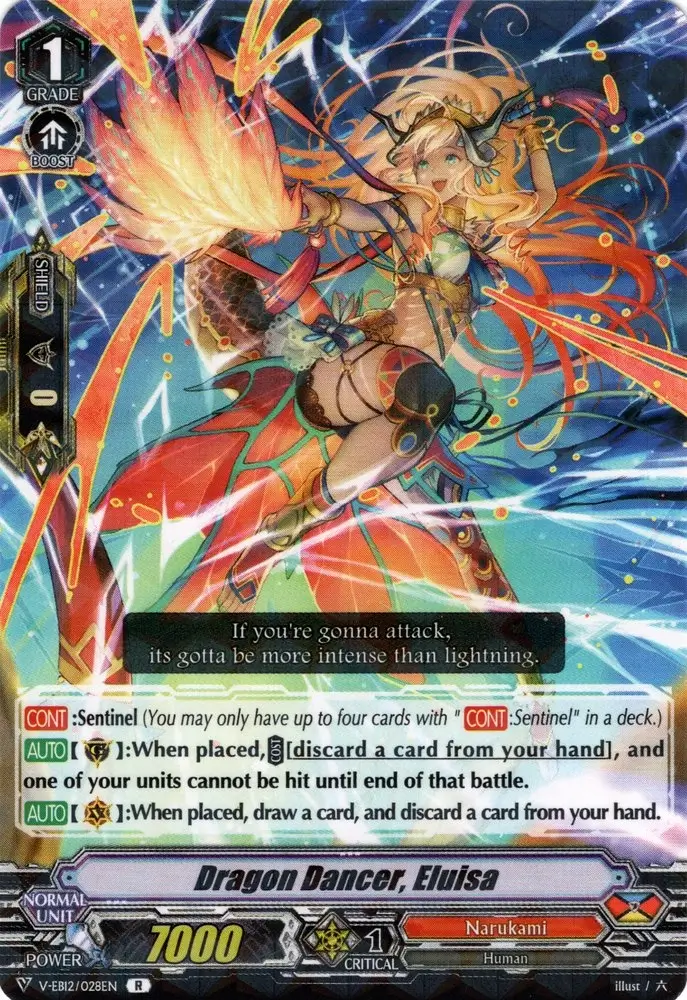 1
GRADE
BOOST
SHIELD
0
If you're gonna attack,
its gotta be more intense than lightning.
CONT :Sentinel (You may only have up to four cards with " CONT :Sentinel" in a deck.)
AUTO【 G 】:When placed, COST [discard a card from your hand], and
one of your units cannot be hit until end of that battle.
AUTO【 V 】:When placed, draw a card, and discard a card from your hand.
Dragon Dancer, Eluisa
NORMAL
UNIT
POWER
7000
1
CRITICAL
Narukami
Human
V-EB12/028EN R
illust / 六